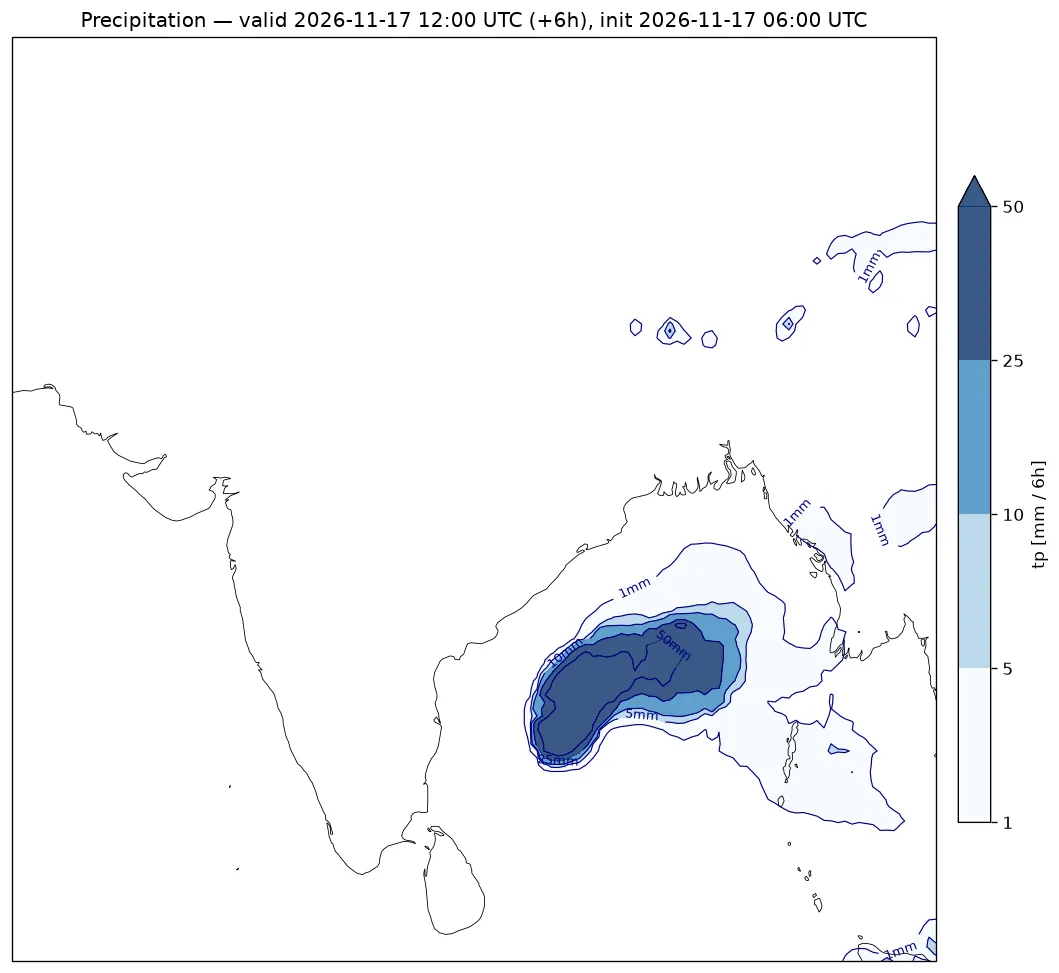 Precipitation — valid 2026-11-17 12:00 UTC (+6h), init 2026-11-17 06:00 UTC
50
1mm
25
tp [mm / 6h]
1mm
1mm
10
1mm
10mm
50mm
5
5mm
25mm
1
1mm